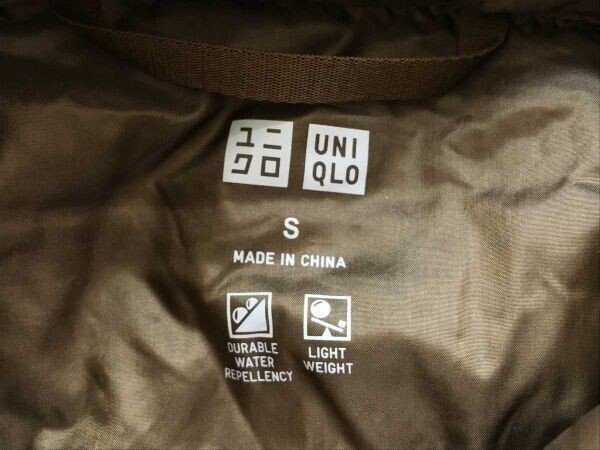 ユニ
クロ
UNI
QLO
S
MADE IN CHINA
DURABLE
WATER
REPELLENCY
LIGHT
WEIGHT